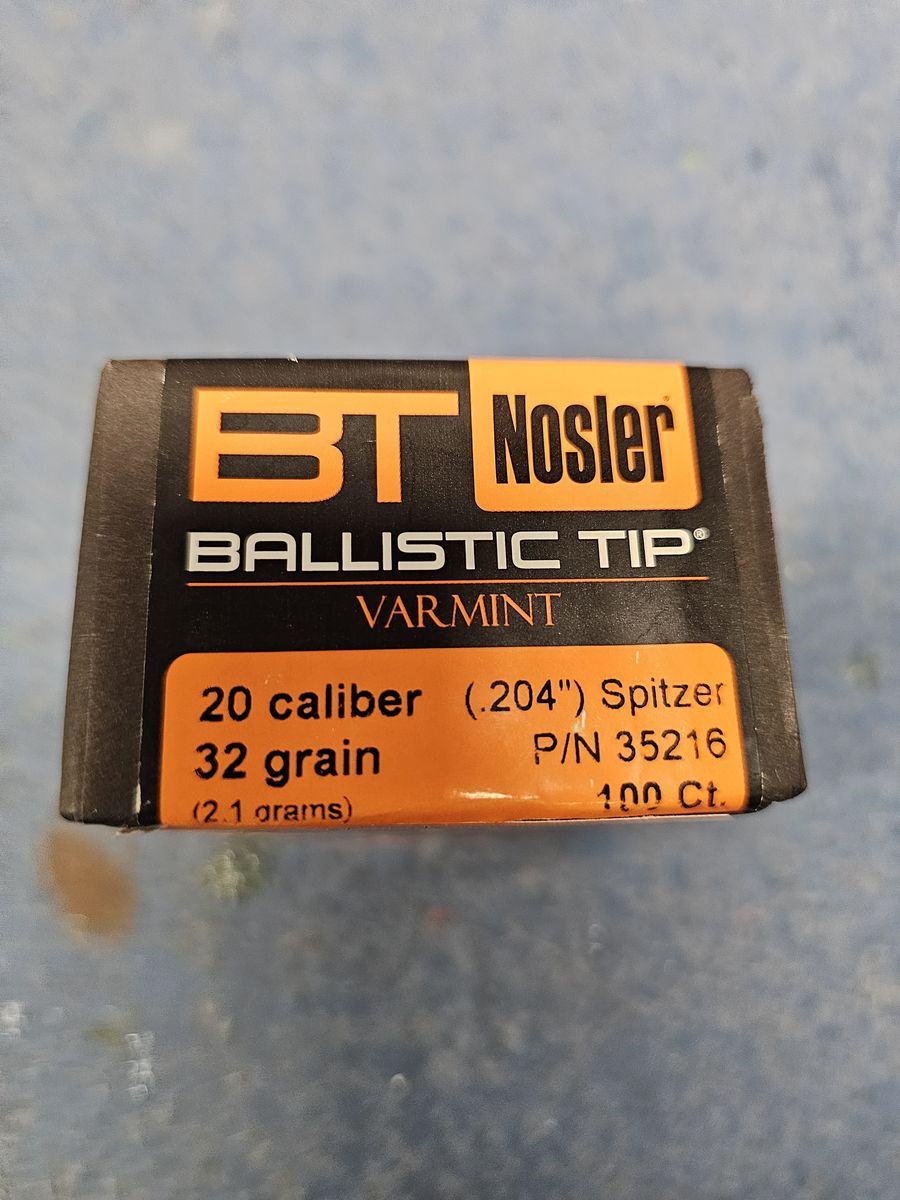 BT Nosler®
BALLISTIC TIP®
VARMINT
20 caliber (.204") Spitzer
32 grain P/N 35216
(2.1 grams) 100 Ct.